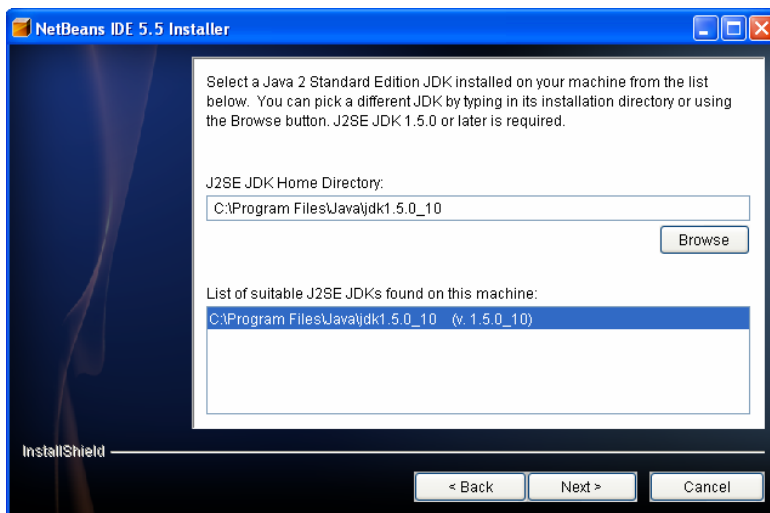 NetBeans IDE 5.5 Installer
Select a Java 2 Standard Edition JDK installed on your machine from the list
below. You can pick a different JDK by typing in its installation directory or using
the Browse button. J2SE JDK 1.5.0 or later is required.
J2SE JDK Home Directory:
C:\Program Files\Java\jdk1.5.0_10
Browse
List of suitable J2SE JDKs found on this machine:
C:\Program Files\Java\jdk1.5.0_10 (v. 1.5.0_10)
InstallShield
< Back Next > Cancel